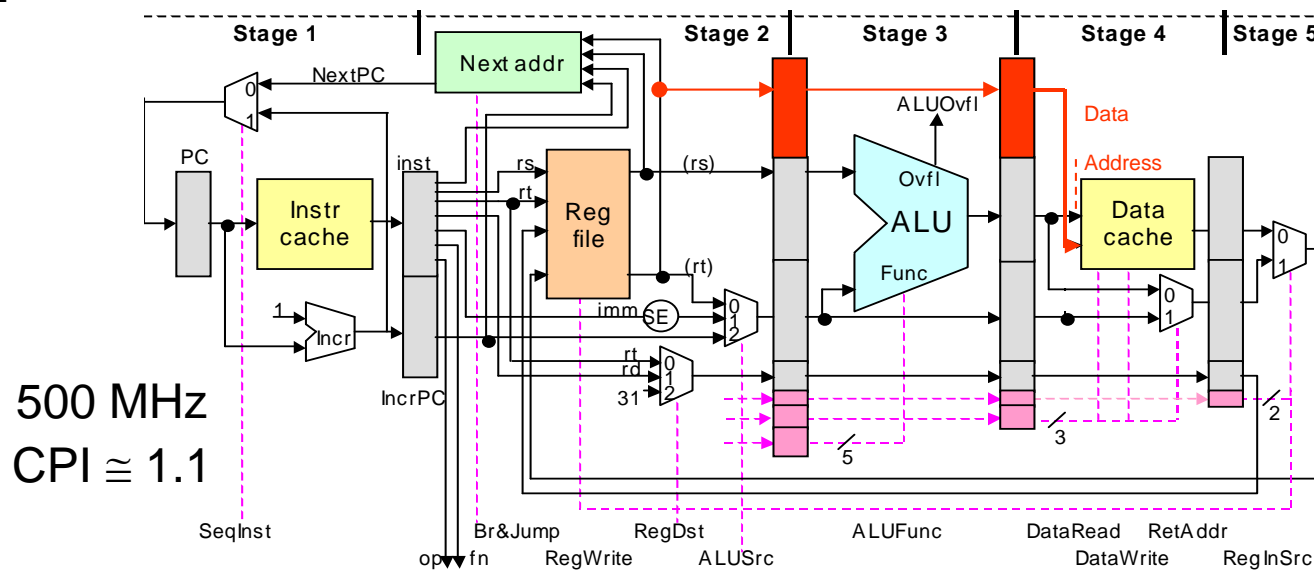 Stage 1
Stage 2
Stage 3
Stage 4
Stage 5
Next addr
NextPC
0
1
ALUOvfl
Data
PC
inst
rs
rt
(rs)
Ovfl
Address
Instr
cache
Reg
file
ALU
Data
cache
0
1
(rt)
Func
1
Incr
imm
SE
0
1
2
0
1
rt
rd
31
0
1
2
IncrPC
500 MHz
CPI ≅ 1.1
5
3
2
SeqInst
Br&Jump
RegDst
ALUFunc
DataRead
RetAddr
op
fn
RegWrite
ALUSrc
DataWrite
RegInSrc